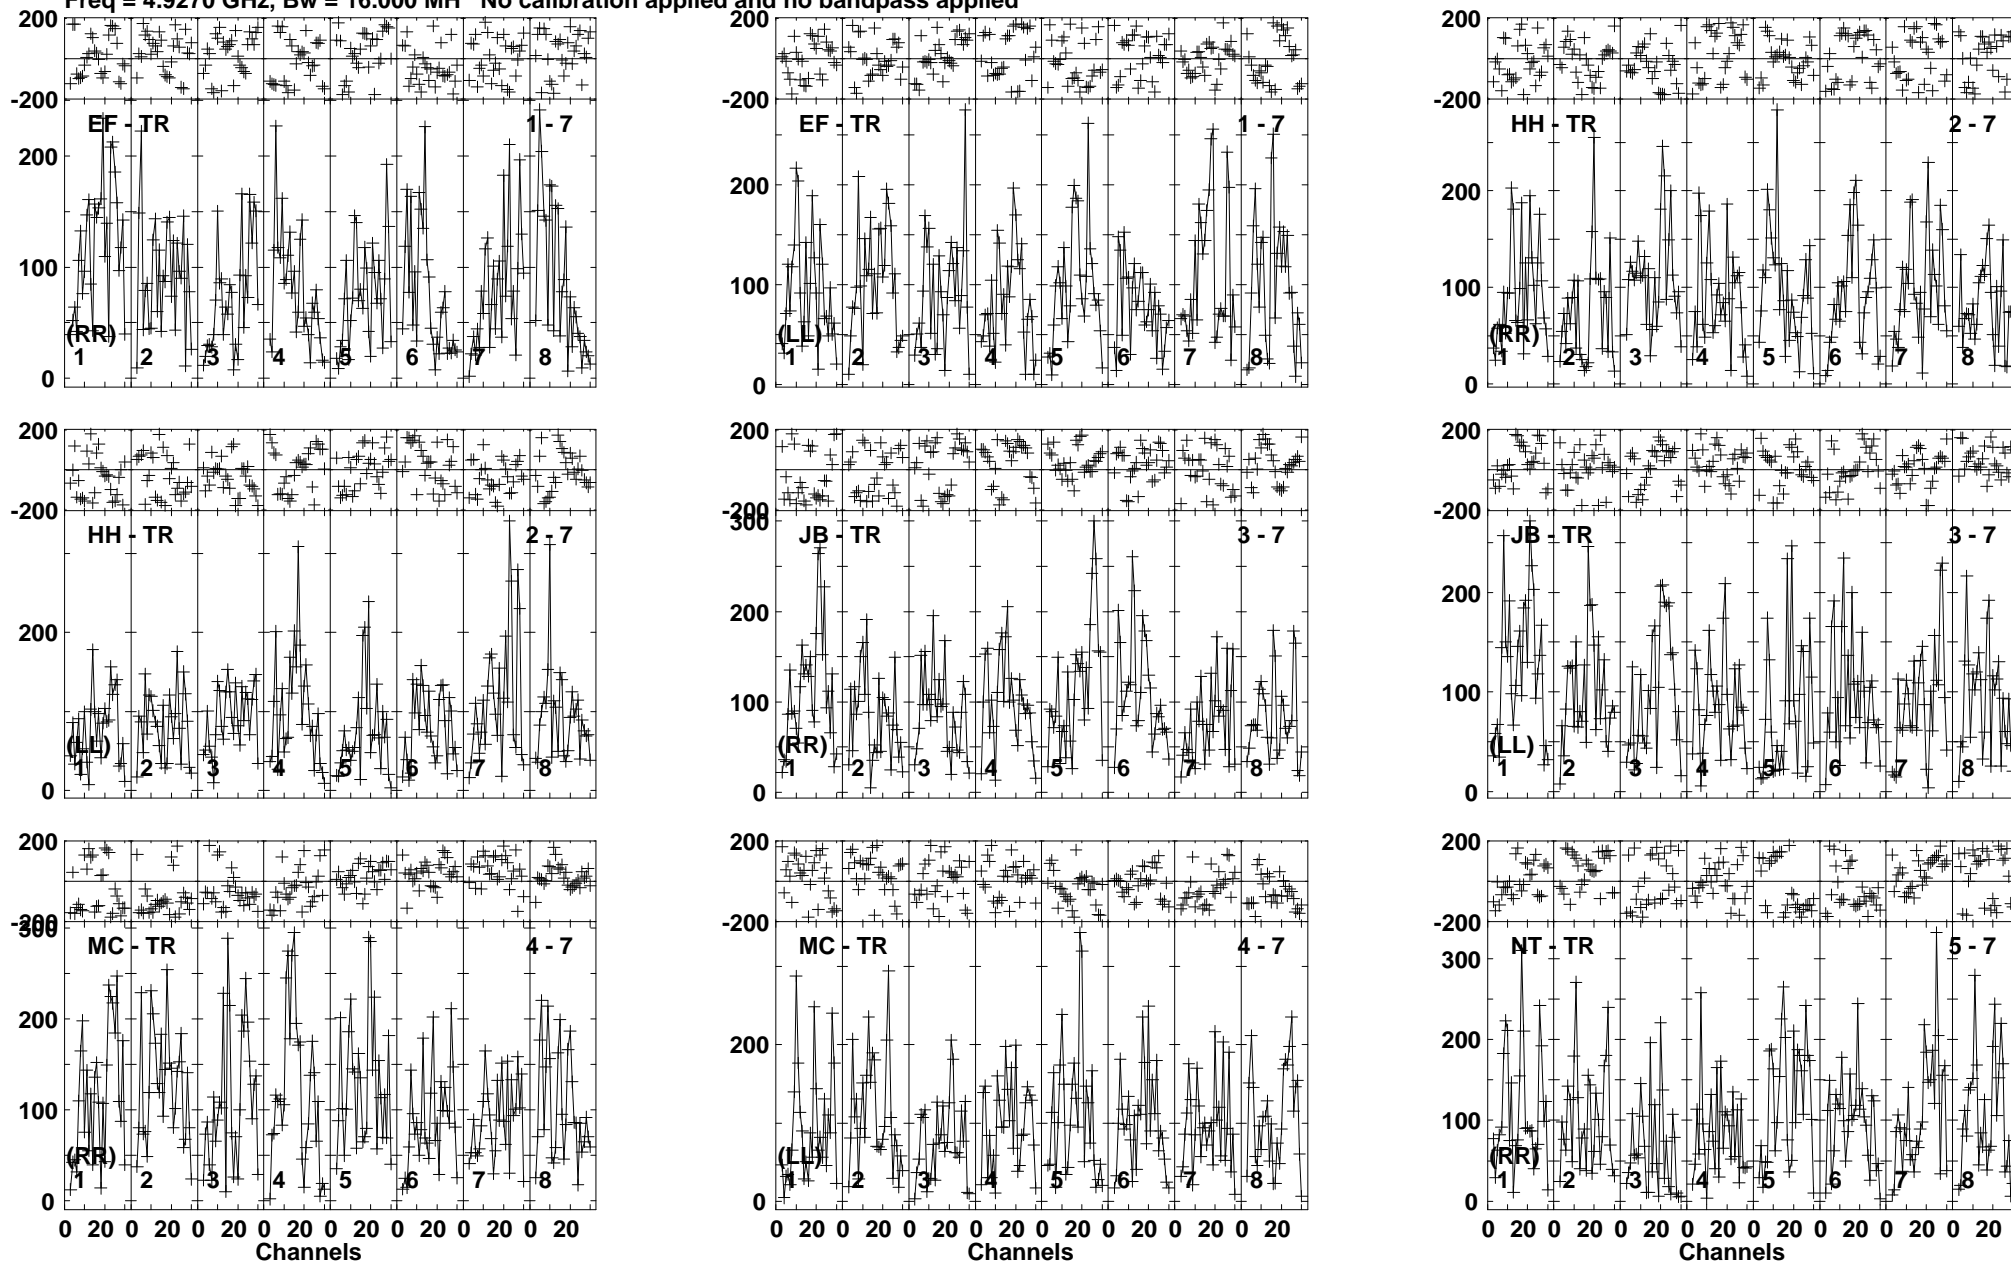 Freq = 4.9270 GHz, Bw = 16.000 MH No calibration applied and no bandpass applied
200 200 200
-200 -200 -200
EF - TR 1 - 7 EF - TR 1 - 7 HH - TR 2 - 7
200 200 200
100 100 100
(RR) (LL) (RR)
1 2 3 4 5 6 7 8 1 2 3 4 5 6 7 8 1 2 3 4 5 6 7 8
0 0 0
200 200 200
-200 -200 -200
300
HH - TR 2 - 7 JB - TR 3 - 7 JB - TR 3 - 7
200 200 200
100 100
(LL) (RR) (LL)
1 2 3 4 5 6 7 8 1 2 3 4 5 6 7 8 1 2 3 4 5 6 7 8
0 0 0
200 200 200
-200 -200 -200
300
MC - TR 4 - 7 MC - TR 4 - 7 NT - TR 5 - 7
300
200 200 200
100 100
(RR) (LL) (RR)
1 2 3 4 5 6 7 8 1 2 3 4 5 6 7 8 1 2 3 4 5 6 7 8
0 0 0
0 20 0 20 0 20 0 20 0 20 0 20 0 20 0 20 0 20 0 20 0 20 0 20 0 20 0 20 0 20 0 20 0 20 0 20 0 20 0 20 0 20 0 20 0 20 0 20
Channels Channels Channels